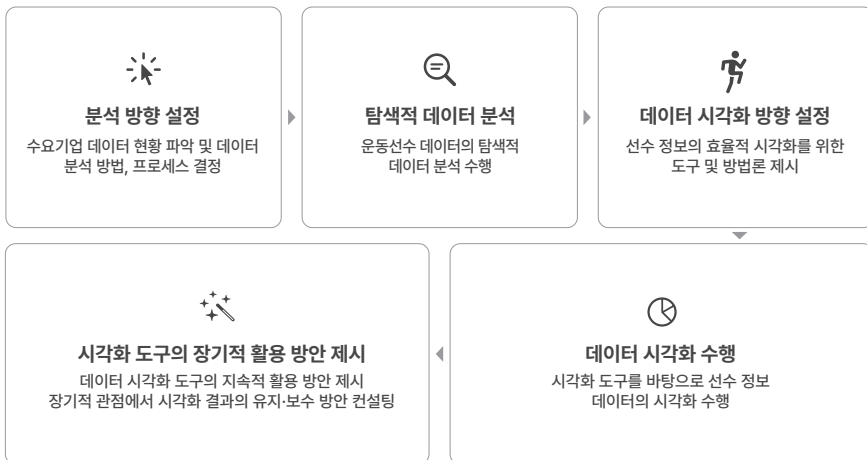 분석 방향 설정
수요기업 데이터 현황 파악 및 데이터
분석 방법, 프로세스 결정
탐색적 데이터 분석
운동선수 데이터의 탐색적
데이터 분석 수행
데이터 시각화 방향 설정
선수 정보의 효율적 시각화를 위한
도구 및 방법론 제시
데이터 시각화 수행
시각화 도구를 바탕으로 선수 정보
데이터의 시각화 수행
시각화 도구의 장기적 활용 방안 제시
데이터 시각화 도구의 지속적 활용 방안 제시
장기적 관점에서 시각화 결과의 유지·보수 방안 컨설팅